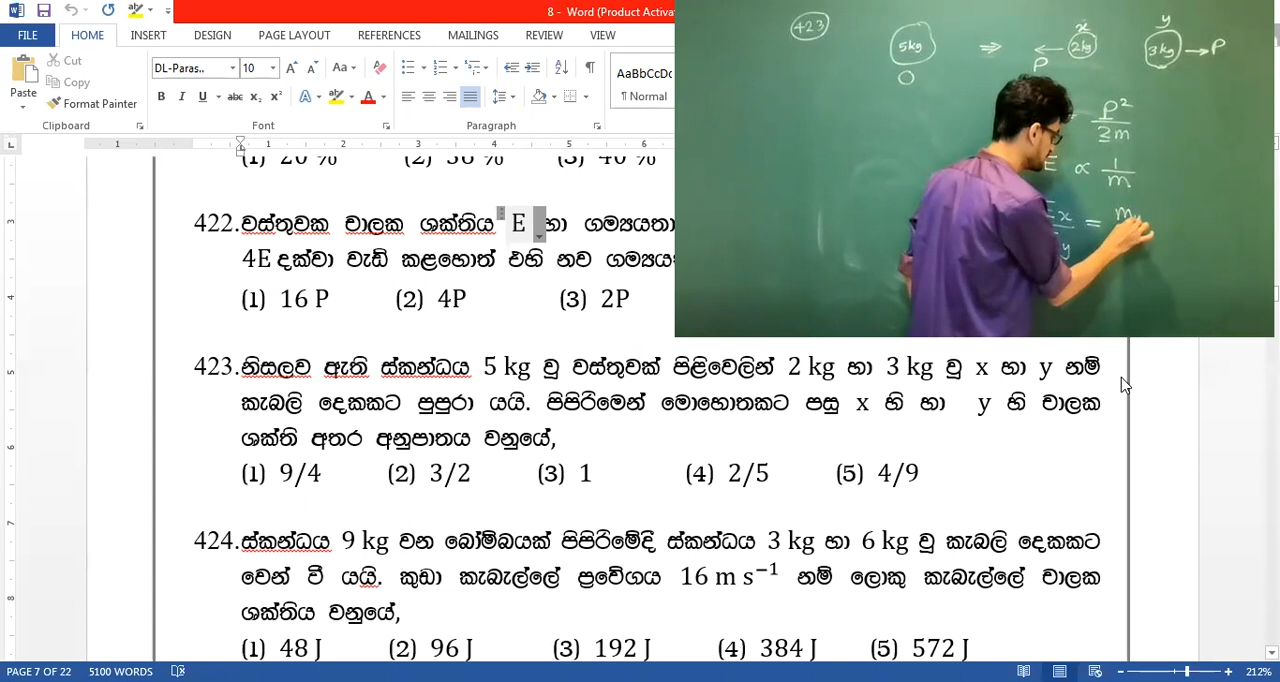 8 - Word (Product Activa
FILE HOME INSERT DESIGN PAGE LAYOUT REFERENCES MAILINGS REVIEW VIEW
Paste
Cut
Copy
Format Painter
Clipboard
DL-Paras.. 10
Font
Paragraph
AaBbCcDc
¶ Normal
422. වස්තුවක චාලක ශක්තිය E හා ගම්‍යතා
4E දක්වා වැඩි කළහොත් එහි නව
(1) 16 P (2) 4P (3) 2P
423. නිසලව ඇති ස්කන්ධය 5 kg වූ වස්තුවක් පිළිවෙලින් 2 kg හා 3 kg වූ x හා y නම්
කැබලි දෙකකට පුපුරා යයි. පිපිරීමෙන් මොහොතකට පසු x හි හා y හි චාලක
ශක්ති අතර අනුපාතය වනුයේ,
(1) 9/4 (2) 3/2 (3) 1 (4) 2/5 (5) 4/9
424. ස්කන්ධය 9 kg වන බෝම්බයක් පිපිරීමේදී ස්කන්ධය 3 kg හා 6 kg වූ කැබලි දෙකකට
වෙන් වී යයි. කුඩා කැබැල්ලේ ප්‍රවේගය 16 m s⁻¹ නම් ලොකු කැබැල්ලේ චාලක
ශක්තිය වනුයේ,
(1) 48 J (2) 96 J (3) 192 J (4) 384 J (5) 572 J
PAGE 7 OF 22 5100 WORDS
212%
423
5kg ⇒ ← 2kg 3kg → P
x y
O P
P²
2m
E ∝ 1/m
Ex =
y